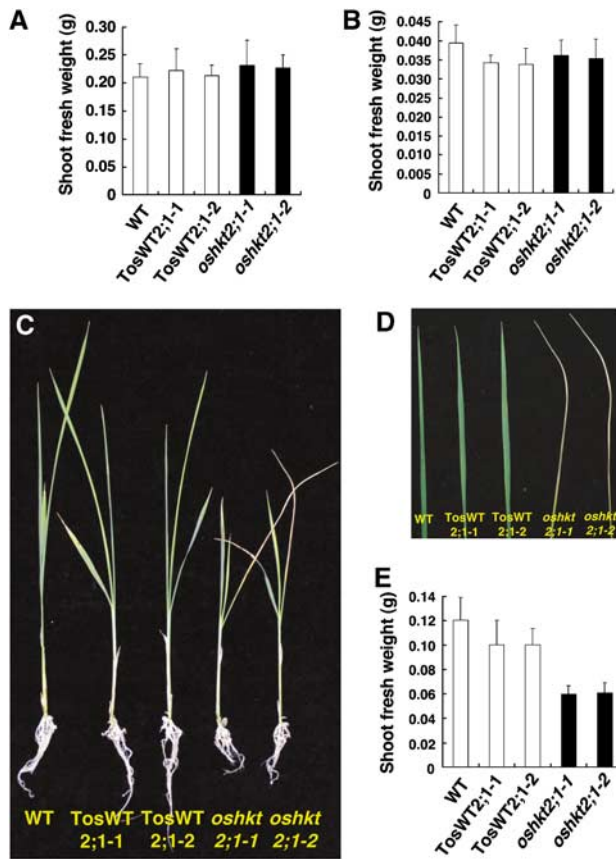 A
Shoot fresh weight (g)
0.30
0.25
0.20
0.15
0.10
0.05
0.00
WT
TosWT2;1-1
TosWT2;1-2
oshkt2;1-1
oshkt2;1-2
B
Shoot fresh weight (g)
0.045
0.040
0.035
0.030
0.025
0.020
0.015
0.010
0.005
0.000
WT
TosWT2;1-1
TosWT2;1-2
oshkt2;1-1
oshkt2;1-2
C
WT TosWT TosWT oshkt oshkt
2;1-1 2;1-2 2;1-1 2;1-2
D
WT TosWT TosWT oshkt oshkt
2;1-1 2;1-2 2;1-1 2;1-2
E
Shoot fresh weight (g)
0.14
0.12
0.10
0.08
0.06
0.04
0.02
0
WT
TosWT2;1-1
TosWT2;1-2
oshkt2;1-1
oshkt2;1-2